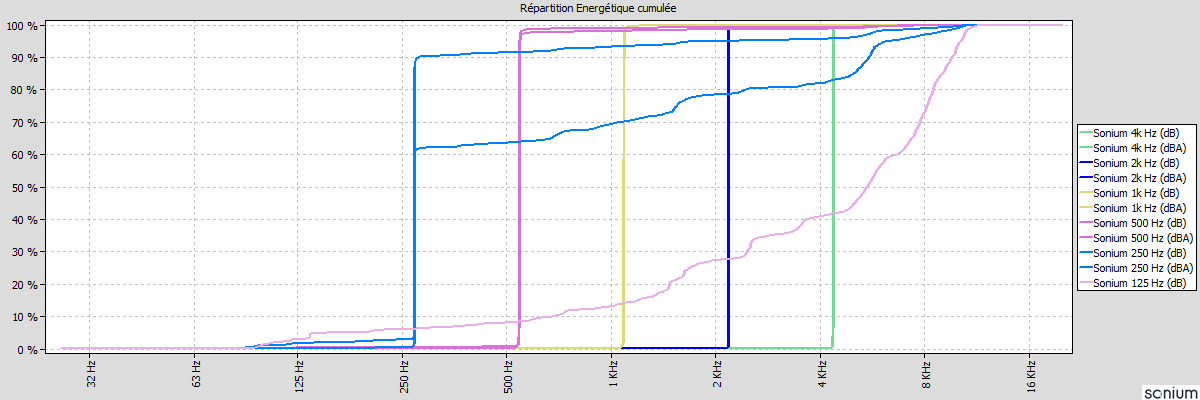 Répartition Energétique cumulée
100 %
90 %
80 %
70 %
60 %
50 %
40 %
30 %
20 %
10 %
0 %
32 Hz
63 Hz
125 Hz
250 Hz
500 Hz
1 KHz
2 KHz
4 KHz
8 KHz
16 KHz
Sonium 4k Hz (dB)
Sonium 4k Hz (dBA)
Sonium 2k Hz (dB)
Sonium 2k Hz (dBA)
Sonium 1k Hz (dB)
Sonium 1k Hz (dBA)
Sonium 500 Hz (dB)
Sonium 500 Hz (dBA)
Sonium 250 Hz (dB)
Sonium 250 Hz (dBA)
Sonium 125 Hz (dB)
sonium